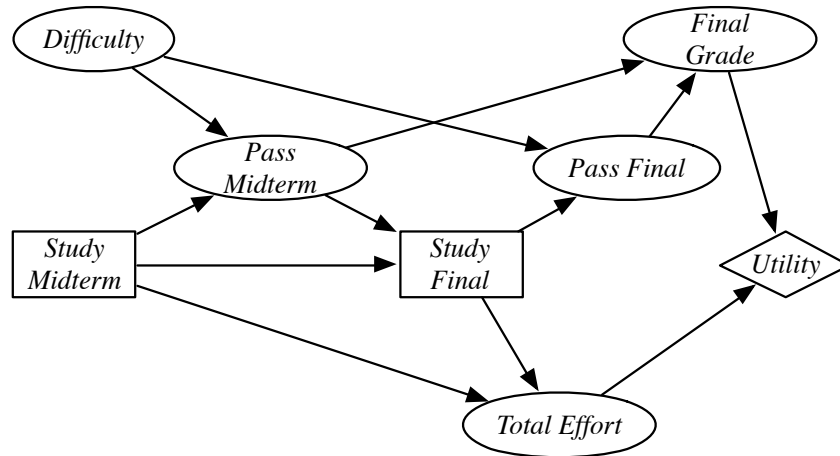 Difficulty
Final
Grade
Pass
Midterm
Pass Final
Study
Midterm
Study
Final
Utility
Total Effort